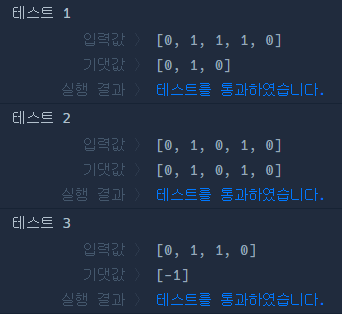 테스트 1
입력값 〉 [0, 1, 1, 1, 0]
기댓값 〉 [0, 1, 0]
실행 결과 〉 테스트를 통과하였습니다.
테스트 2
입력값 〉 [0, 1, 0, 1, 0]
기댓값 〉 [0, 1, 0, 1, 0]
실행 결과 〉 테스트를 통과하였습니다.
테스트 3
입력값 〉 [0, 1, 1, 0]
기댓값 〉 [-1]
실행 결과 〉 테스트를 통과하였습니다.